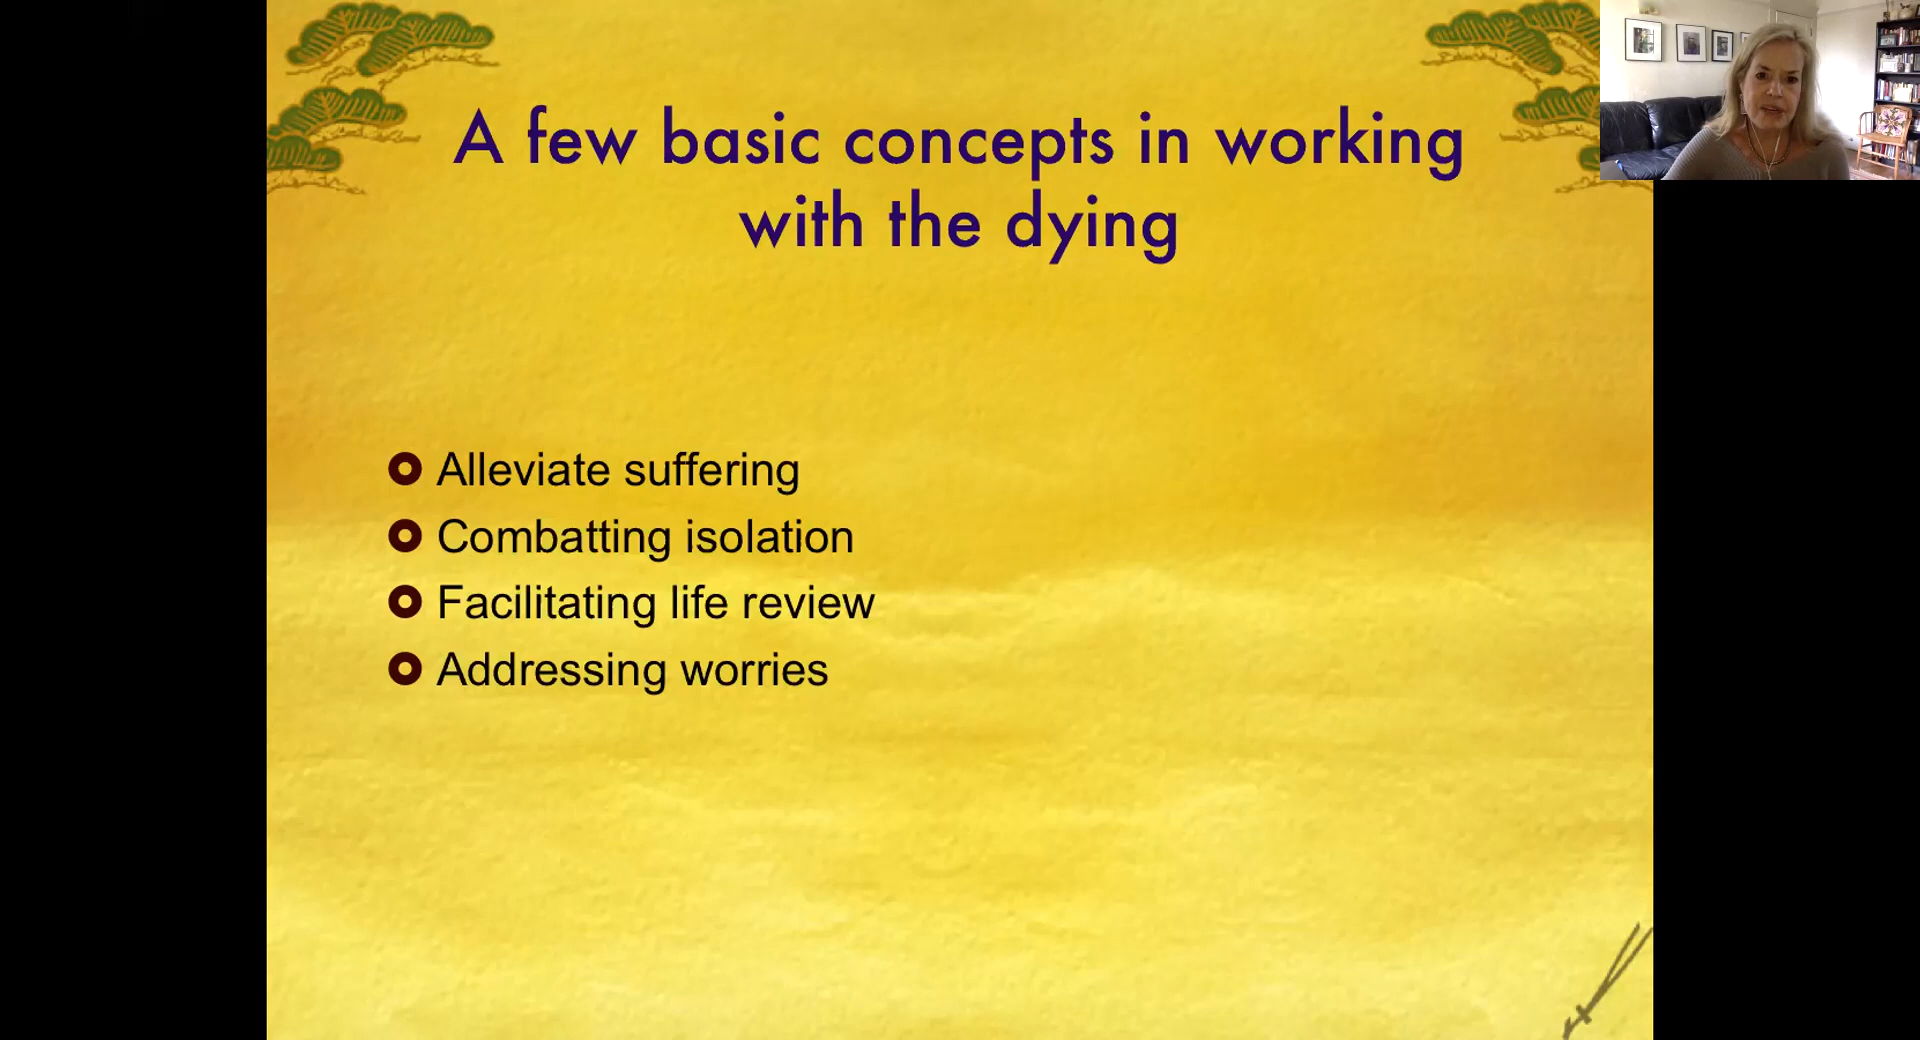 A few basic concepts in working
with the dying
Alleviate suffering
Combatting isolation
Facilitating life review
Addressing worries